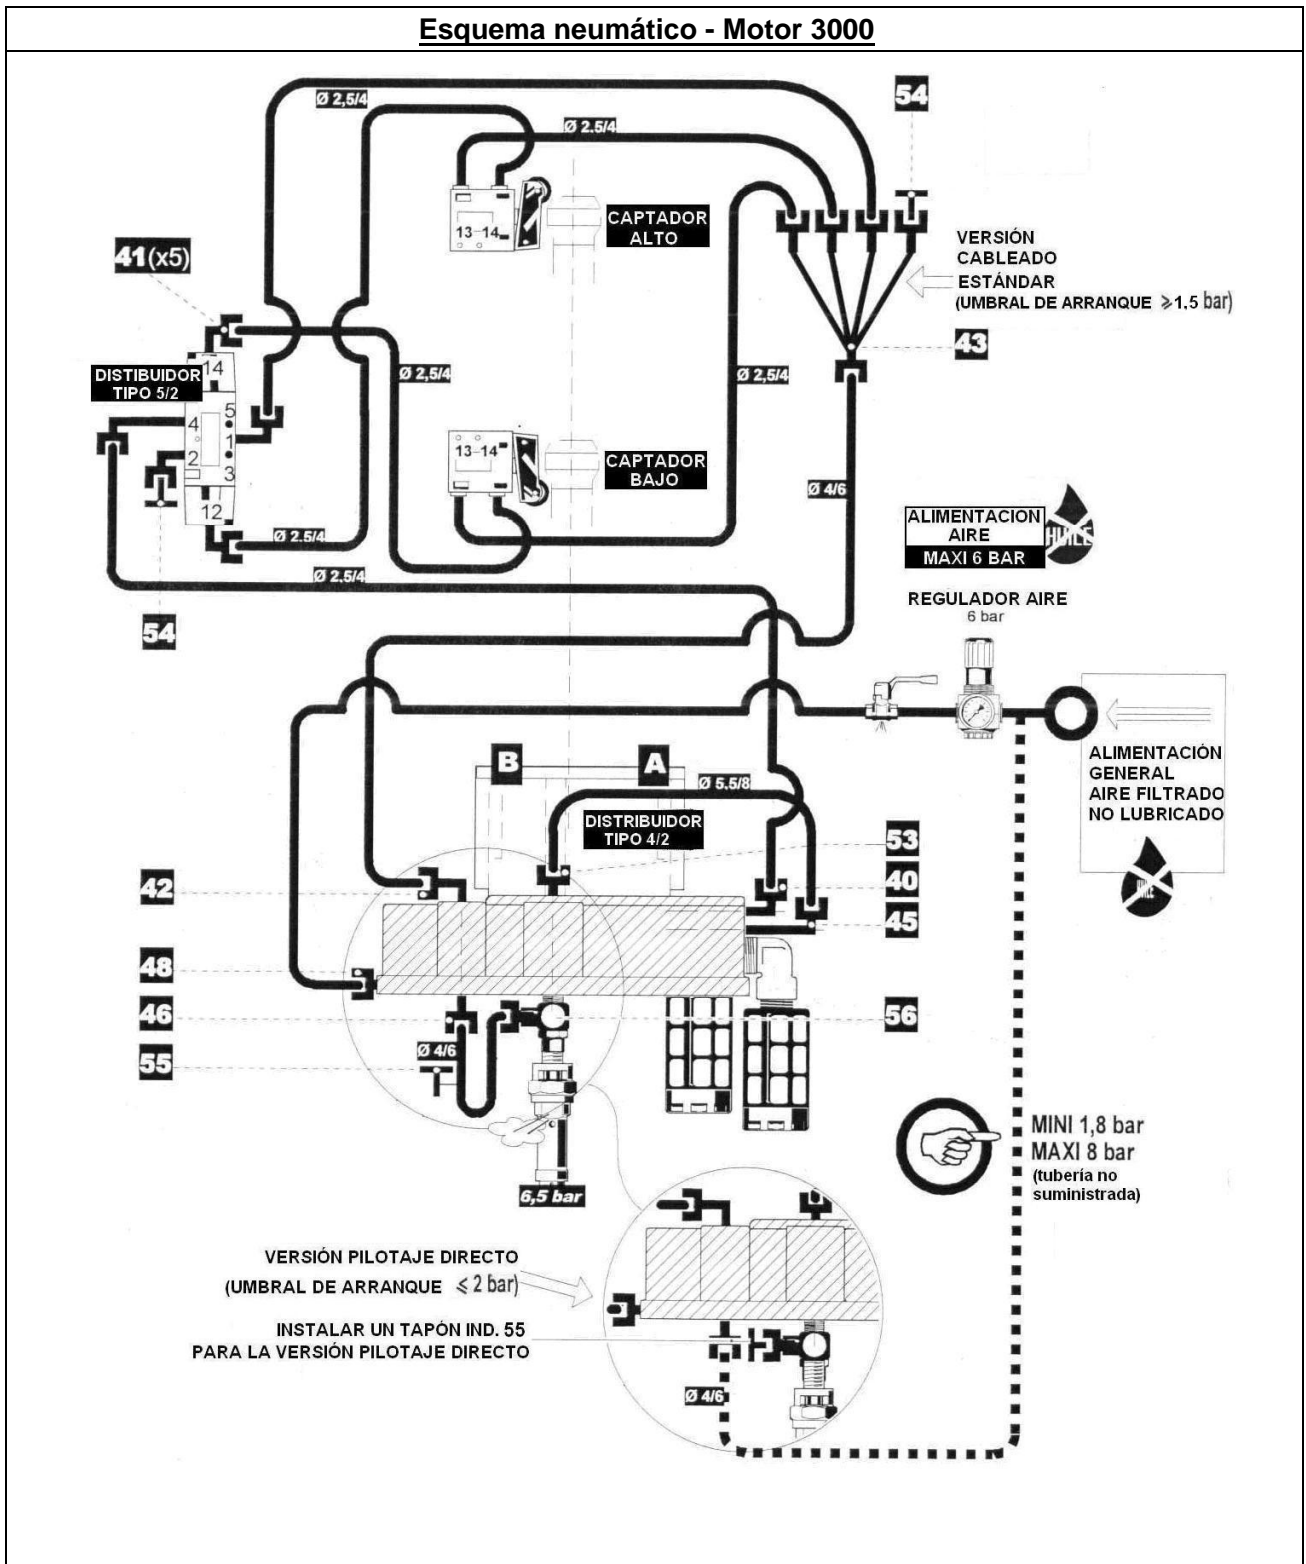 Esquema neumático - Motor 3000
Ø 2,5/4
Ø 2.5/4
54
13-14
CAPTADOR
ALTO
41(x5)
VERSIÓN
CABLEADO
ESTÁNDAR
(UMBRAL DE ARRANQUE ⩾1,5 bar)
43
DISTIBUIDOR
TIPO 5/2
14
4
5
1
2
3
12
Ø 2,5/4
Ø 2,5/4
13-14
CAPTADOR
BAJO
Ø 4/6
ALIMENTACION
AIRE
MAXI 6 BAR
HUILE
Ø 2.5/4
Ø 2,5/4
54
REGULADOR AIRE
6 bar
ALIMENTACIÓN
GENERAL
AIRE FILTRADO
NO LUBRICADO
B
A
Ø 5,5/8
DISTRIBUIDOR
TIPO 4/2
53
42
40
45
48
46
56
Ø 4/6
55
MINI 1,8 bar
MAXI 8 bar
(tubería no
suministrada)
6,5 bar
VERSIÓN PILOTAJE DIRECTO
(UMBRAL DE ARRANQUE ⩽ 2 bar)
INSTALAR UN TAPÓN IND. 55
PARA LA VERSIÓN PILOTAJE DIRECTO
Ø 4/6